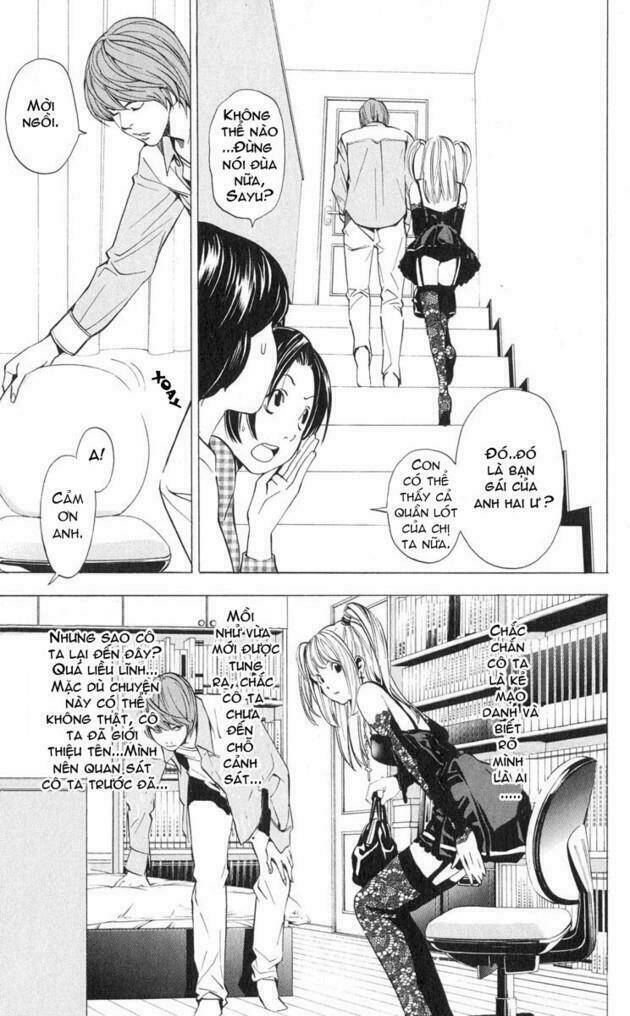 ĐÓ..ĐÓ
LÀ BẠN
GÁI CỦA
ANH HAI Ư?
CON
CÓ THỂ
THẤY CẢ
QUẦN LÓT
CỦA CHỊ
TA NỮA.
KHÔNG
THỂ NÀO
...ĐỪNG
NÓI ĐÙA
NỮA,
SAYU?
MỜI
NGỒI.
XOAY
A!
CẢM
ƠN
ANH.
CHẮC
CHẮN
CÔ TA
LÀ KẺ
MẠO
DANH VÀ
BIẾT
RÕ
MÌNH
LÀ AI
.....
MỒI
NHỬ VỪA
MỚI ĐƯỢC
TUNG
RA, CHẮC
CÔ TA
CHƯA
ĐẾN
CHỖ
CẢNH
SÁT...
NHƯNG SAO CÔ
TA LẠI ĐẾN ĐÂY?
QUÁ LIỀU LĨNH...
MẶC DÙ CHUYỆN
NÀY CÓ THỂ
KHÔNG THẬT, CÔ
TA ĐÃ GIỚI
THIỆU TÊN...MÌNH
NÊN QUAN SÁT
CÔ TA TRƯỚC ĐÃ...